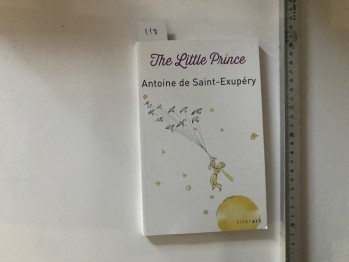 The Little Prince
Antoine de Saint-Exupéry